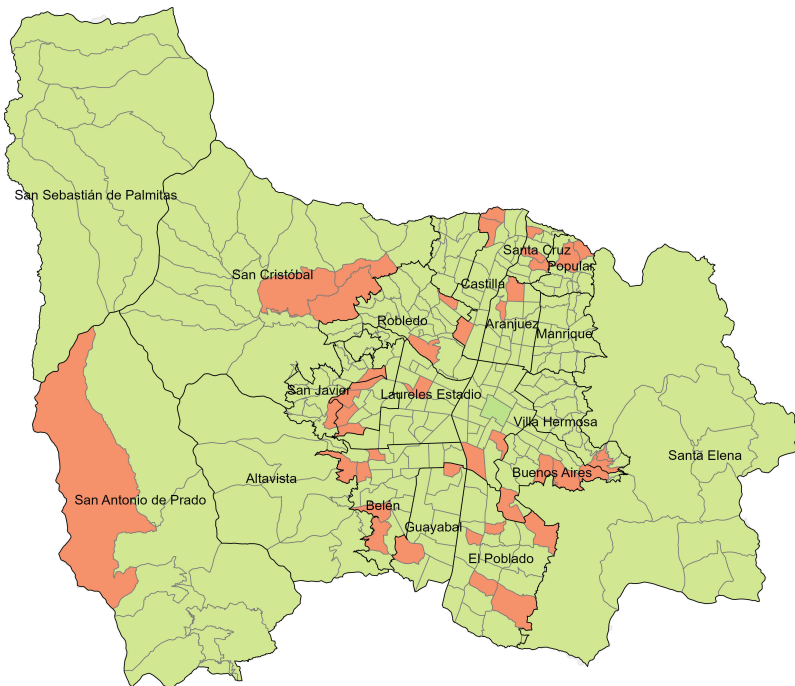 San Sebastián de Palmitas
San Cristóbal
Santa Cruz
Popular
Castilla
Robledo
Aranjuez
Manrique
San Javier
Laureles Estadio
Villa Hermosa
Santa Elena
Buenos Aires
Altavista
San Antonio de Prado
Belén
Guayabal
El Poblado